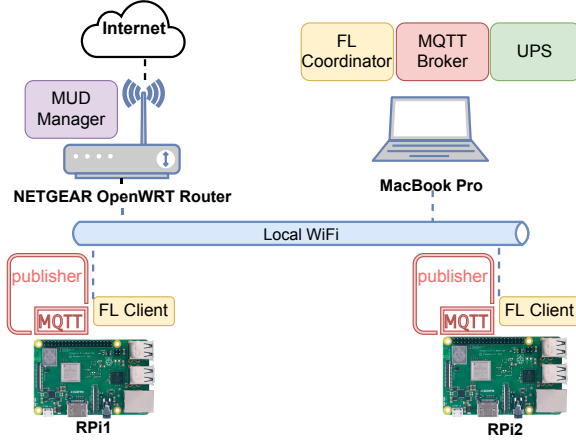 Internet
FL
Coordinator
MQTT
Broker
UPS
MUD
Manager
NETGEAR OpenWRT Router
MacBook Pro
Local WiFi
publisher
MQTT
FL Client
publisher
MQTT
FL Client
RPi1
RPi2